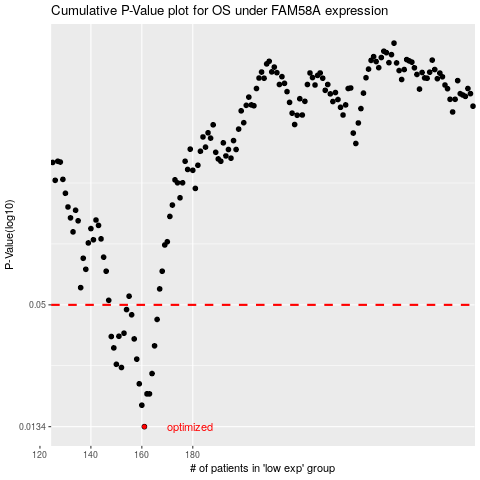 Cumulative P-Value plot for OS under FAM58A expression
P-Value(log10)
0.05
0.0134
optimized
120 140 160 180
# of patients in 'low exp' group